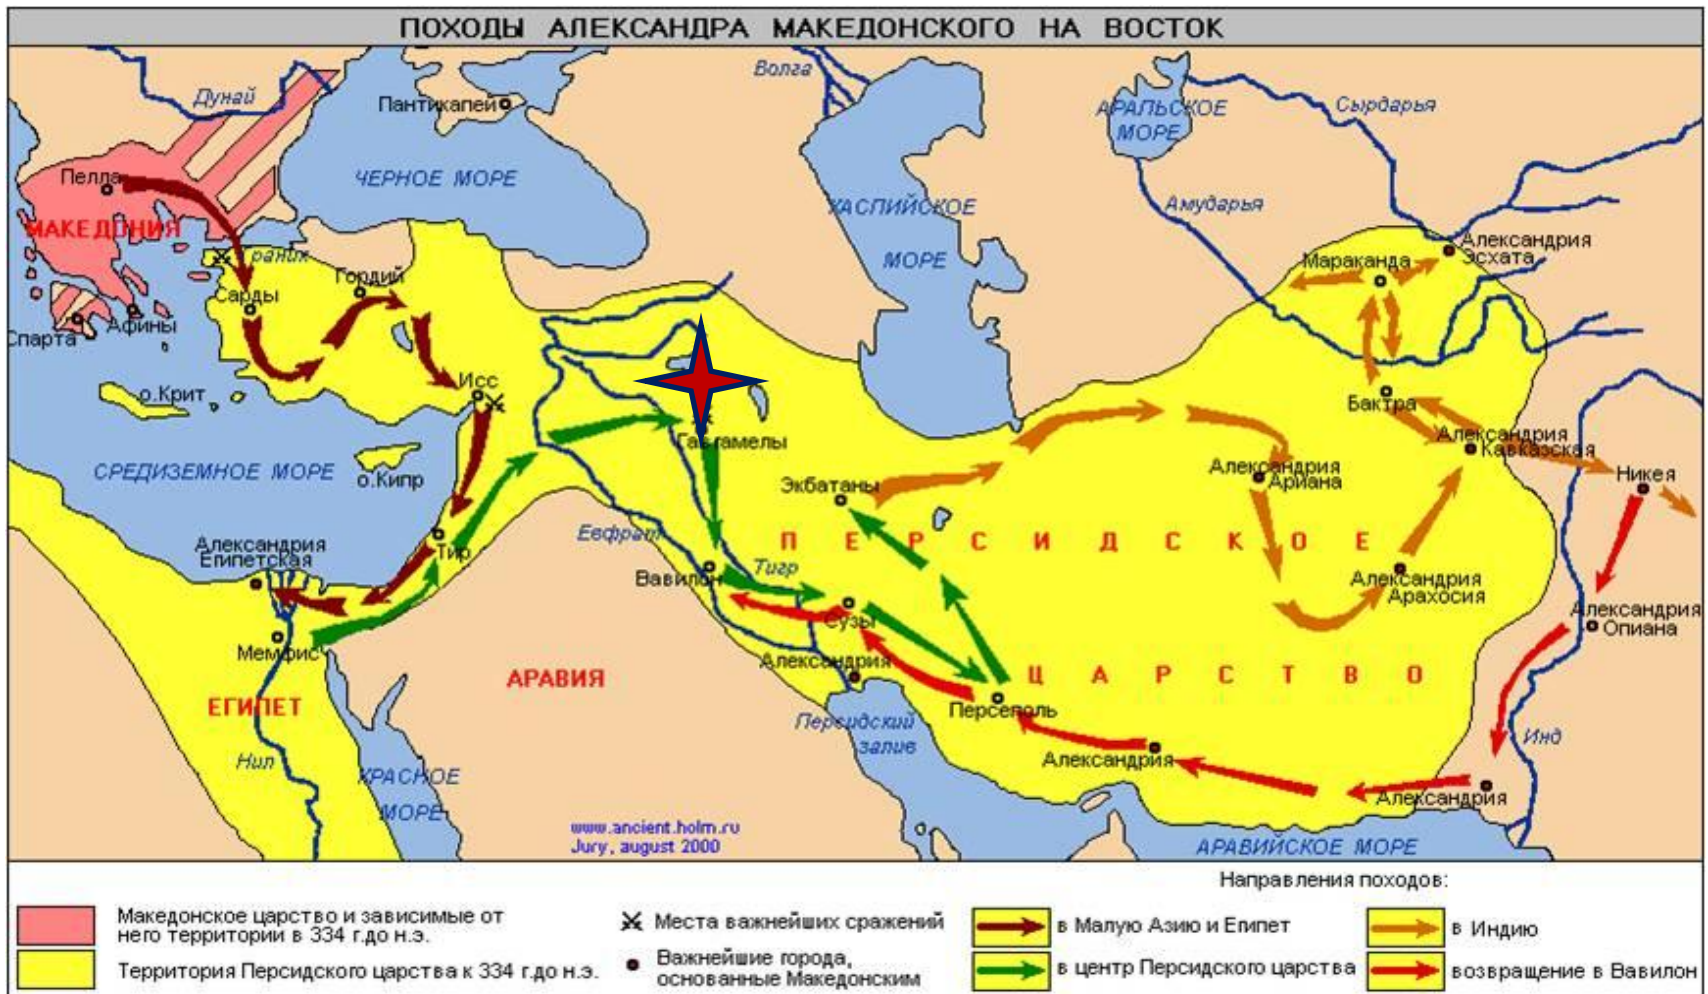 ПОХОДЫ АЛЕКСАНДРА МАКЕДОНСКОГО НА ВОСТОК
Дунай
Пантикапей
Волга
АРАЛЬСКОЕ
МОРЕ
Сырдарья
Пелла
ЧЕРНОЕ МОРЕ
КАСПИЙСКОЕ
МОРЕ
Амударья
МАКЕДОНИЯ
раник
Александрия
Эсхата
Мараканда
Гордий
Сарды
Спарта
Афины
Исс
о.Крит
Бактра
Гавгамелы
Александрия
Кавказская
СРЕДИЗЕМНОЕ МОРЕ
о.Кипр
Экбатаны
Александрия
Ариана
Никея
Евфрат
ПЕРСИДСКОЕ
Александрия
Египетская
Тир
Вавилон
Тигр
Александрия
Арахосия
Сузы
Александрия
Опиана
Мемфис
Александрия
АРАВИЯ
ЦАРСТВО
ЕГИПЕТ
Персеполь
Персидский
залив
Нил
Инд
КРАСНОЕ
МОРЕ
Александрия
Александрия
www.ancient.holm.ru
Jury, august 2000
АРАВИЙСКОЕ МОРЕ
Направления походов:
Македонское царство и зависимые от
него территории в 334 г.до н.э.
Территория Персидского царства к 334 г.до н.э.
Места важнейших сражений
Важнейшие города,
основанные Македонским
в Малую Азию и Египет
в центр Персидского царства
в Индию
возвращение в Вавилон